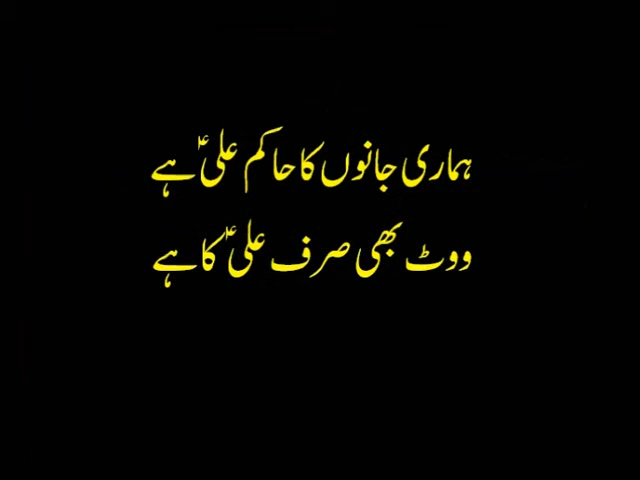 ہماری جانوں کا حاکم علیؑ ہے
ووٹ بھی صرف علیؑ کا ہے